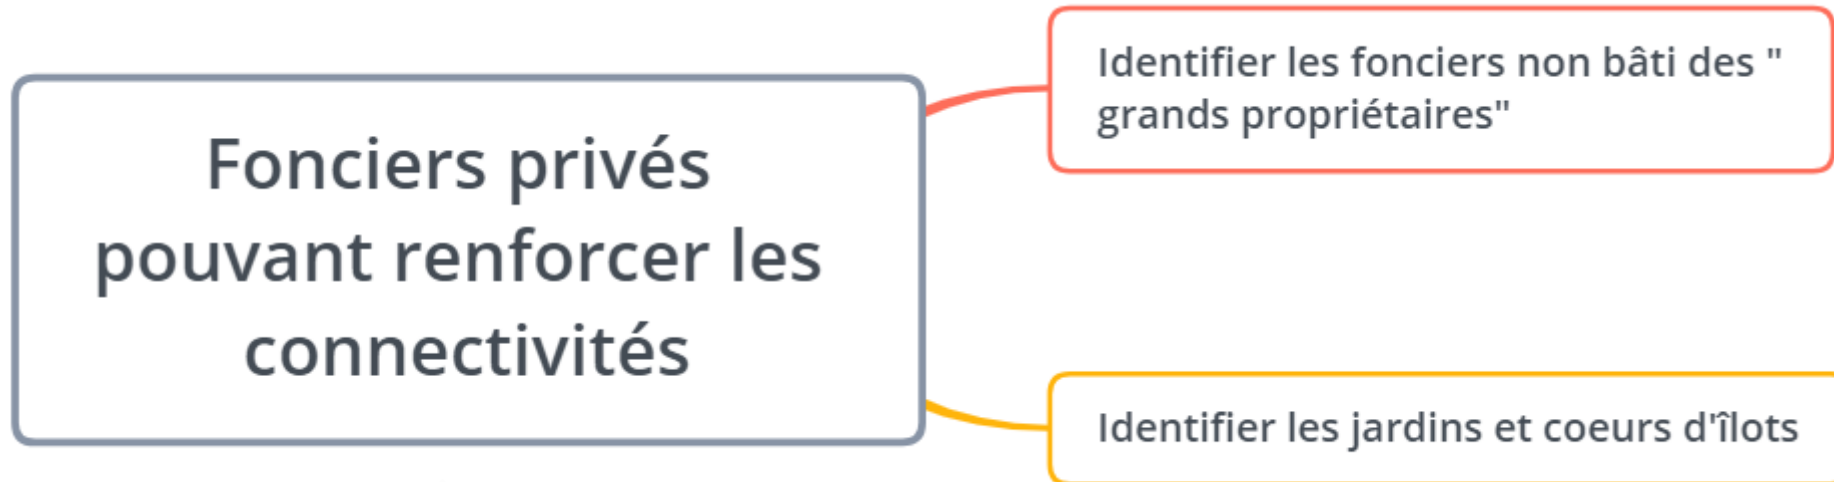 Fonciers privés
pouvant renforcer les
connectivités
Identifier les fonciers non bâti des "
grands propriétaires"
Identifier les jardins et coeurs d'îlots